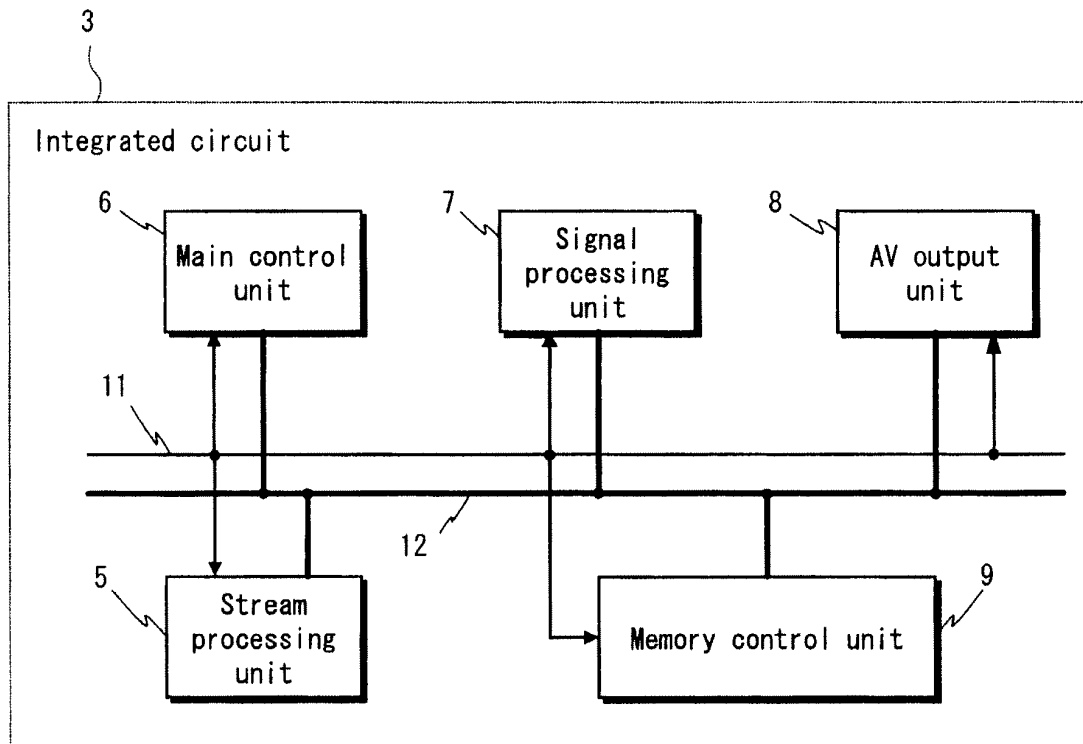 3
Integrated circuit
6
Main control
unit
7
Signal
processing
unit
8
AV output
unit
11
12
5
Stream
processing
unit
Memory control unit
9